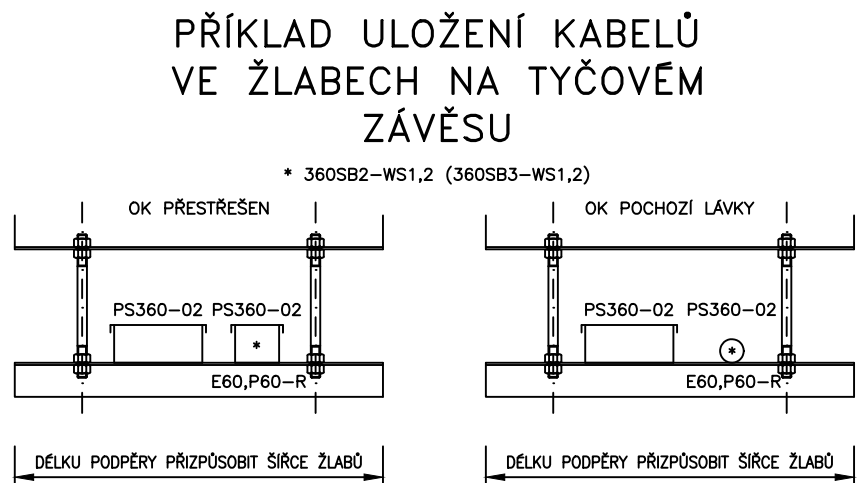 PŘÍKLAD ULOŽENÍ KABELŮ
VE ŽLABECH NA TYČOVÉM
ZÁVĚSU
* 360SB2-WS1,2 (360SB3-WS1,2)
OK PŘESTŘEŠEN
PS360-02 PS360-02
*
E60,P60-R
DÉLKU PODPĚRY PŘIZPŮSOBIT ŠÍŘCE ŽLABŮ
OK POCHOZÍ LÁVKY
PS360-02 PS360-02
*
E60,P60-R
DÉLKU PODPĚRY PŘIZPŮSOBIT ŠÍŘCE ŽLABŮ